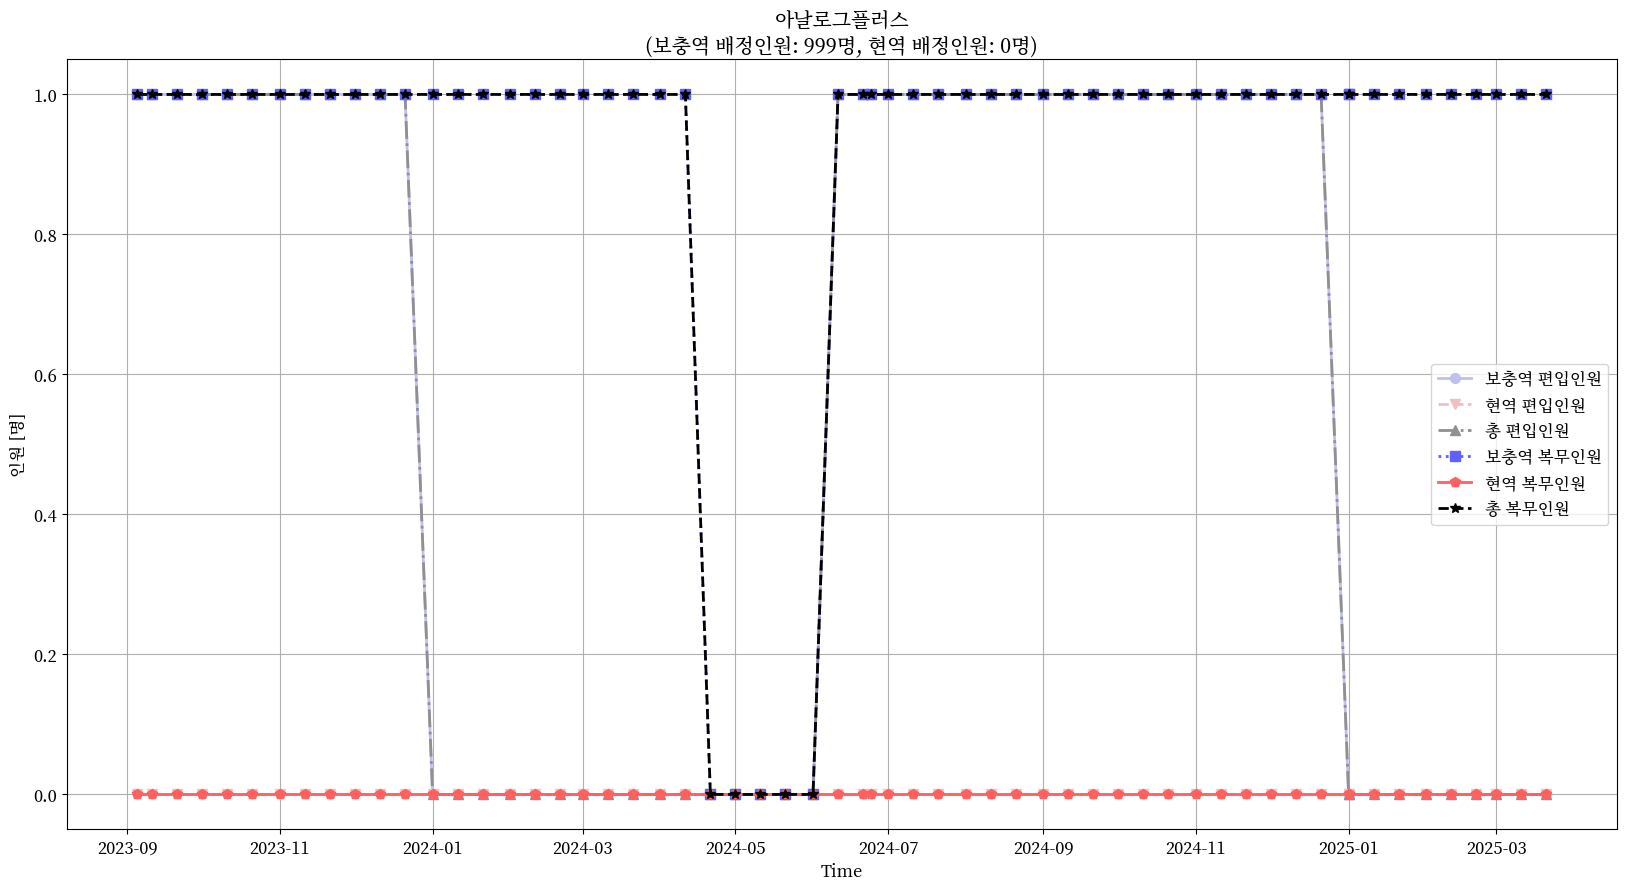 아날로그플러스
(보충역 배정인원: 999명, 현역 배정인원: 0명)
인원 [명]
1.0
0.8
0.6
0.4
0.2
0.0
보충역 편입인원
현역 편입인원
총 편입인원
보충역 복무인원
현역 복무인원
총 복무인원
2023-09
2023-11
2024-01
2024-03
2024-05
2024-07
2024-09
2024-11
2025-01
2025-03
Time